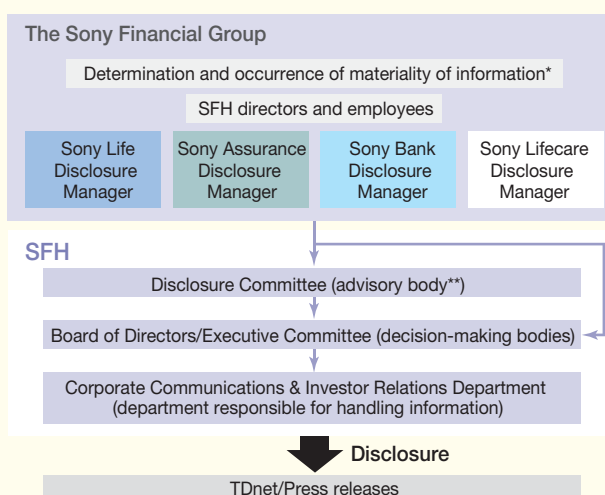 The Sony Financial Group
Determination and occurrence of materiality of information*
SFH directors and employees
Sony Life
Disclosure
Manager
Sony Assurance
Disclosure
Manager
Sony Bank
Disclosure
Manager
Sony Lifecare
Disclosure
Manager
SFH
Disclosure Committee (advisory body**)
Board of Directors/Executive Committee (decision-making bodies)
Corporate Communications & Investor Relations Department
(department responsible for handling information)
Disclosure
TDnet/Press releases